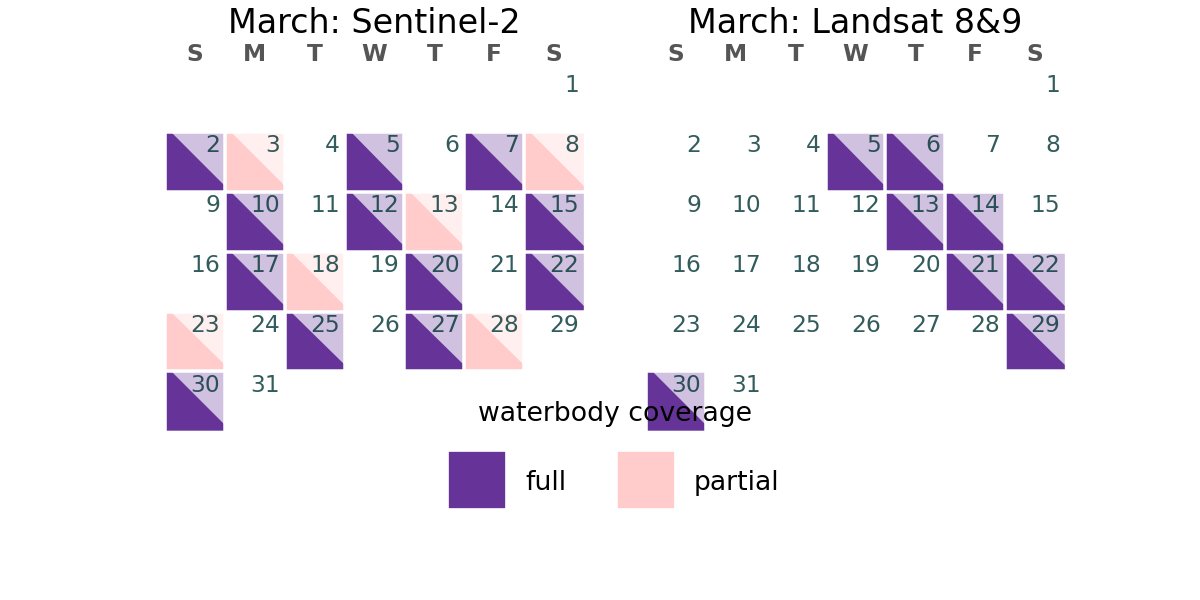 March: Sentinel-2
S M T W T F S
1
2 3 4 5 6 7 8
9 10 11 12 13 14 15
16 17 18 19 20 21 22
23 24 25 26 27 28 29
30 31
March: Landsat 8&9
S M T W T F S
1
2 3 4 5 6 7 8
9 10 11 12 13 14 15
16 17 18 19 20 21 22
23 24 25 26 27 28 29
30 31
waterbody coverage
full partial